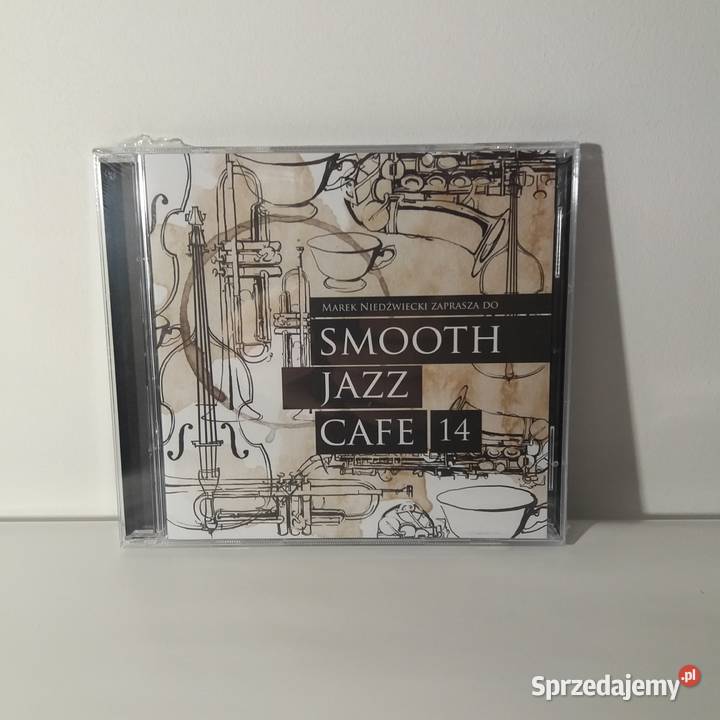 Marek Niedźwiecki zaprasza do
SMOOTH
JAZZ
CAFE 14
Sprzedajemy.pl